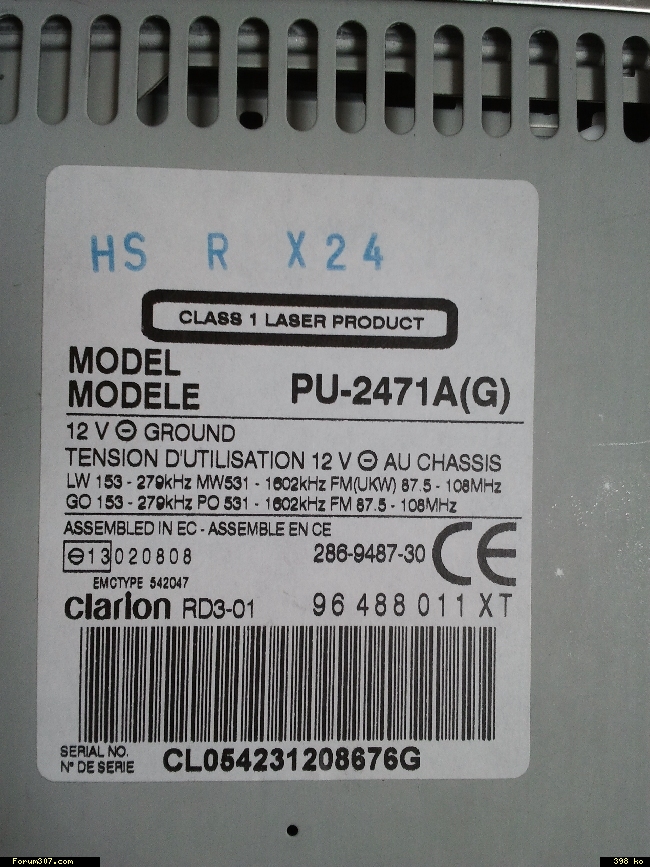 HS R X24
CLASS 1 LASER PRODUCT
MODEL
MODELE PU-2471A(G)
12 V ⊖ GROUND
TENSION D'UTILISATION 12 V ⊖ AU CHASSIS
LW 153 - 279kHz MW531 - 1602kHz FM(UKW) 87.5 - 108MHz
GO 153 - 279kHz PO 531 - 1602kHz FM 87.5 - 108MHz
ASSEMBLED IN EC - ASSEMBLE EN CE
⊖13 020808 286-9487-30 CE
EMCTYPE 542047
clarion RD3-01 96 488 011 XT
SERIAL NO.
N° DE SERIE CL054231208676G
Forum307.com 398 ko